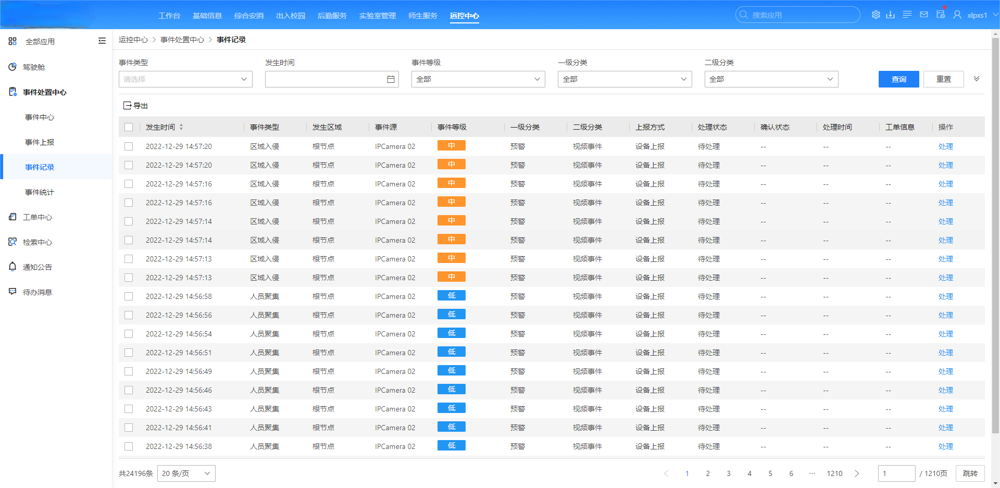 工作台 基础信息 综合安消 出入校园 后勤服务 实验室管理 师生服务 运控中心 搜索应用 xlpxs1
全部应用
驾驶舱
事件处置中心
事件中心
事件上报
事件记录
事件统计
工单中心
检索中心
通知公告
待办消息
运控中心 > 事件处置中心 > 事件记录
事件类型 发生时间 事件等级 一级分类 二级分类
请选择 全部 全部 全部 查询 重置
导出
发生时间 事件类型 发生区域 事件源 事件等级 一级分类 二级分类 上报方式 处理状态 确认状态 处理时间 工单信息 操作
2022-12-29 14:57:20 区域入侵 根节点 IPCamera 02 中 预警 视频事件 设备上报 待处理 -- -- -- 处理
2022-12-29 14:57:20 区域入侵 根节点 IPCamera 02 中 预警 视频事件 设备上报 待处理 -- -- -- 处理
2022-12-29 14:57:16 区域入侵 根节点 IPCamera 02 中 预警 视频事件 设备上报 待处理 -- -- -- 处理
2022-12-29 14:57:16 区域入侵 根节点 IPCamera 02 中 预警 视频事件 设备上报 待处理 -- -- -- 处理
2022-12-29 14:57:14 区域入侵 根节点 IPCamera 02 中 预警 视频事件 设备上报 待处理 -- -- -- 处理
2022-12-29 14:57:14 区域入侵 根节点 IPCamera 02 中 预警 视频事件 设备上报 待处理 -- -- -- 处理
2022-12-29 14:57:13 区域入侵 根节点 IPCamera 02 中 预警 视频事件 设备上报 待处理 -- -- -- 处理
2022-12-29 14:57:13 区域入侵 根节点 IPCamera 02 中 预警 视频事件 设备上报 待处理 -- -- -- 处理
2022-12-29 14:56:58 人员聚集 根节点 IPCamera 02 低 预警 视频事件 设备上报 待处理 -- -- -- 处理
2022-12-29 14:56:56 人员聚集 根节点 IPCamera 02 低 预警 视频事件 设备上报 待处理 -- -- -- 处理
2022-12-29 14:56:54 人员聚集 根节点 IPCamera 02 低 预警 视频事件 设备上报 待处理 -- -- -- 处理
2022-12-29 14:56:51 人员聚集 根节点 IPCamera 02 低 预警 视频事件 设备上报 待处理 -- -- -- 处理
2022-12-29 14:56:49 人员聚集 根节点 IPCamera 02 低 预警 视频事件 设备上报 待处理 -- -- -- 处理
2022-12-29 14:56:46 人员聚集 根节点 IPCamera 02 低 预警 视频事件 设备上报 待处理 -- -- -- 处理
2022-12-29 14:56:43 人员聚集 根节点 IPCamera 02 低 预警 视频事件 设备上报 待处理 -- -- -- 处理
2022-12-29 14:56:41 人员聚集 根节点 IPCamera 02 低 预警 视频事件 设备上报 待处理 -- -- -- 处理
2022-12-29 14:56:38 人员聚集 根节点 IPCamera 02 低 预警 视频事件 设备上报 待处理 -- -- -- 处理
共24196条 20 条/页 1 2 3 4 5 6 ··· 1210 1 / 1210页 跳转